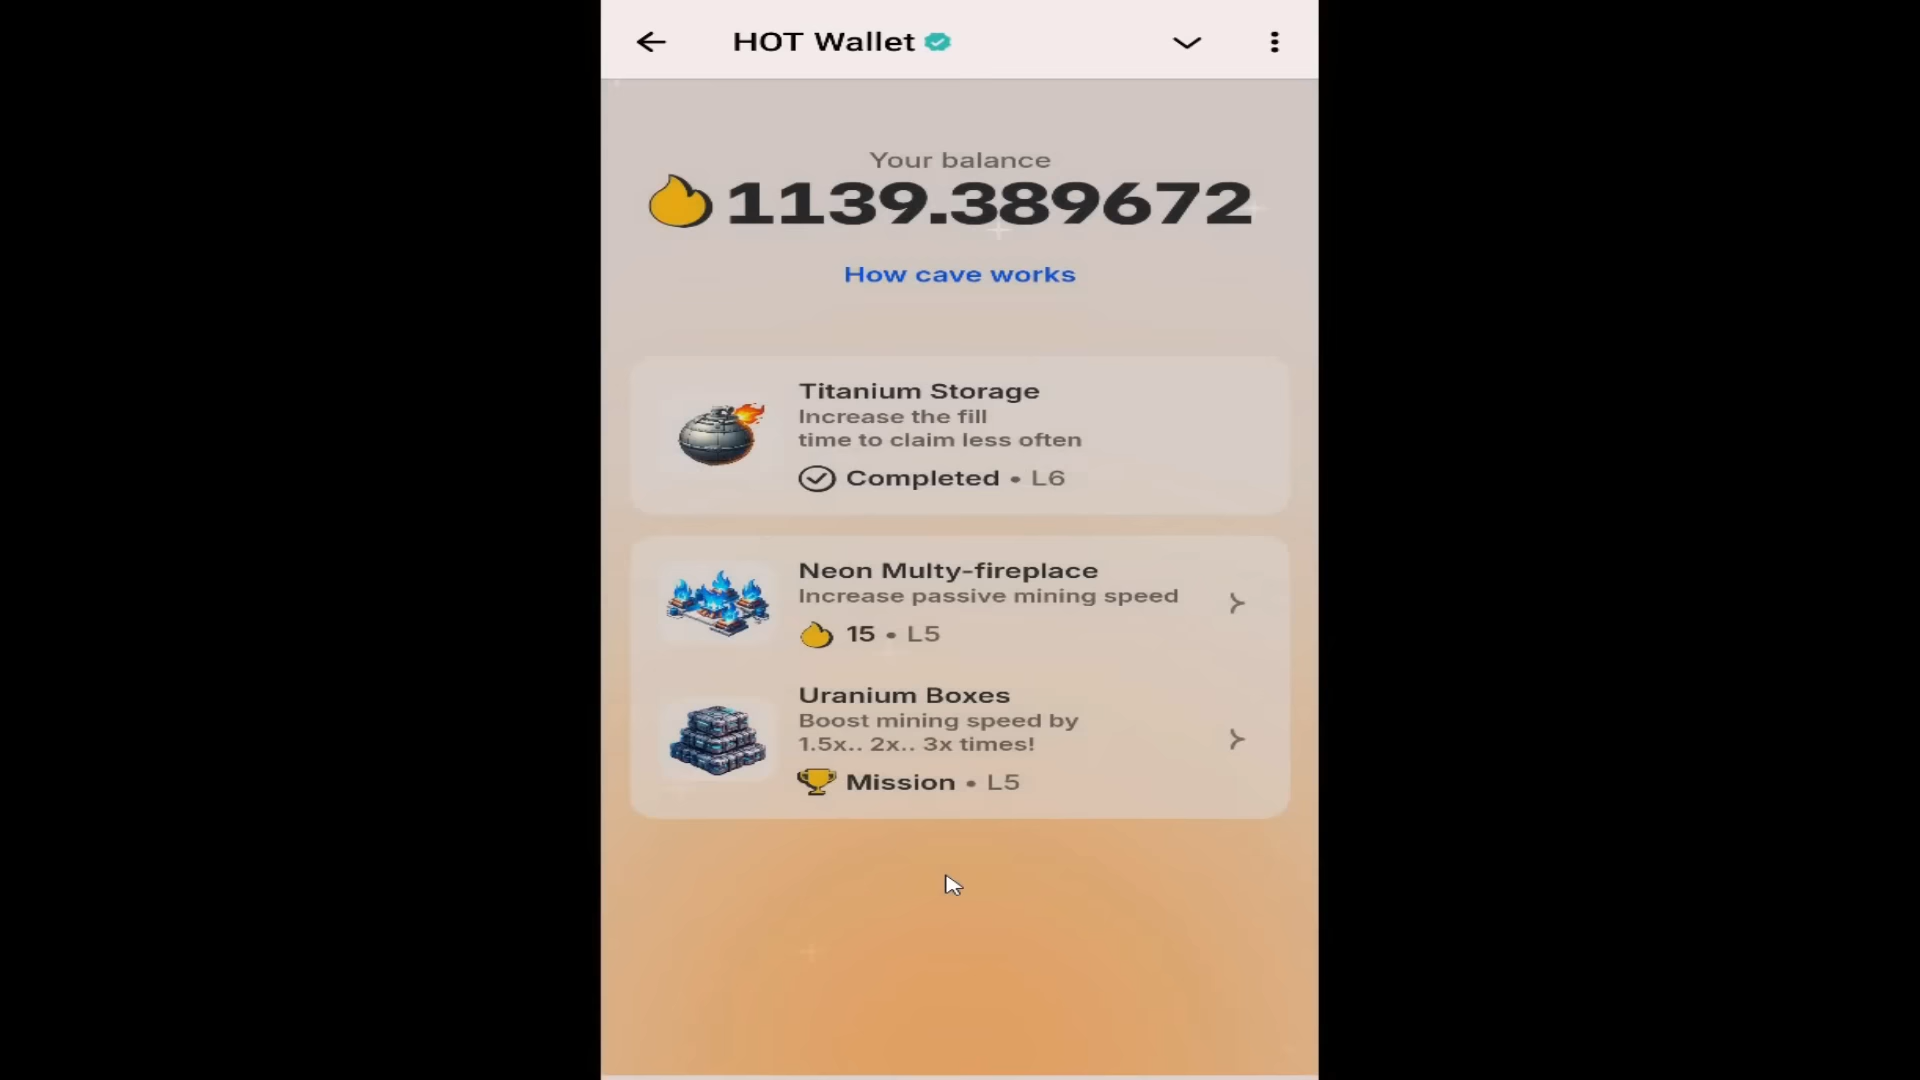 HOT Wallet
Your balance
1139.389672
How cave works
Titanium Storage
Increase the fill
time to claim less often
Completed • L6
Neon Multy-fireplace
Increase passive mining speed
15 • L5
Uranium Boxes
Boost mining speed by
1.5x.. 2x.. 3x times!
Mission • L5